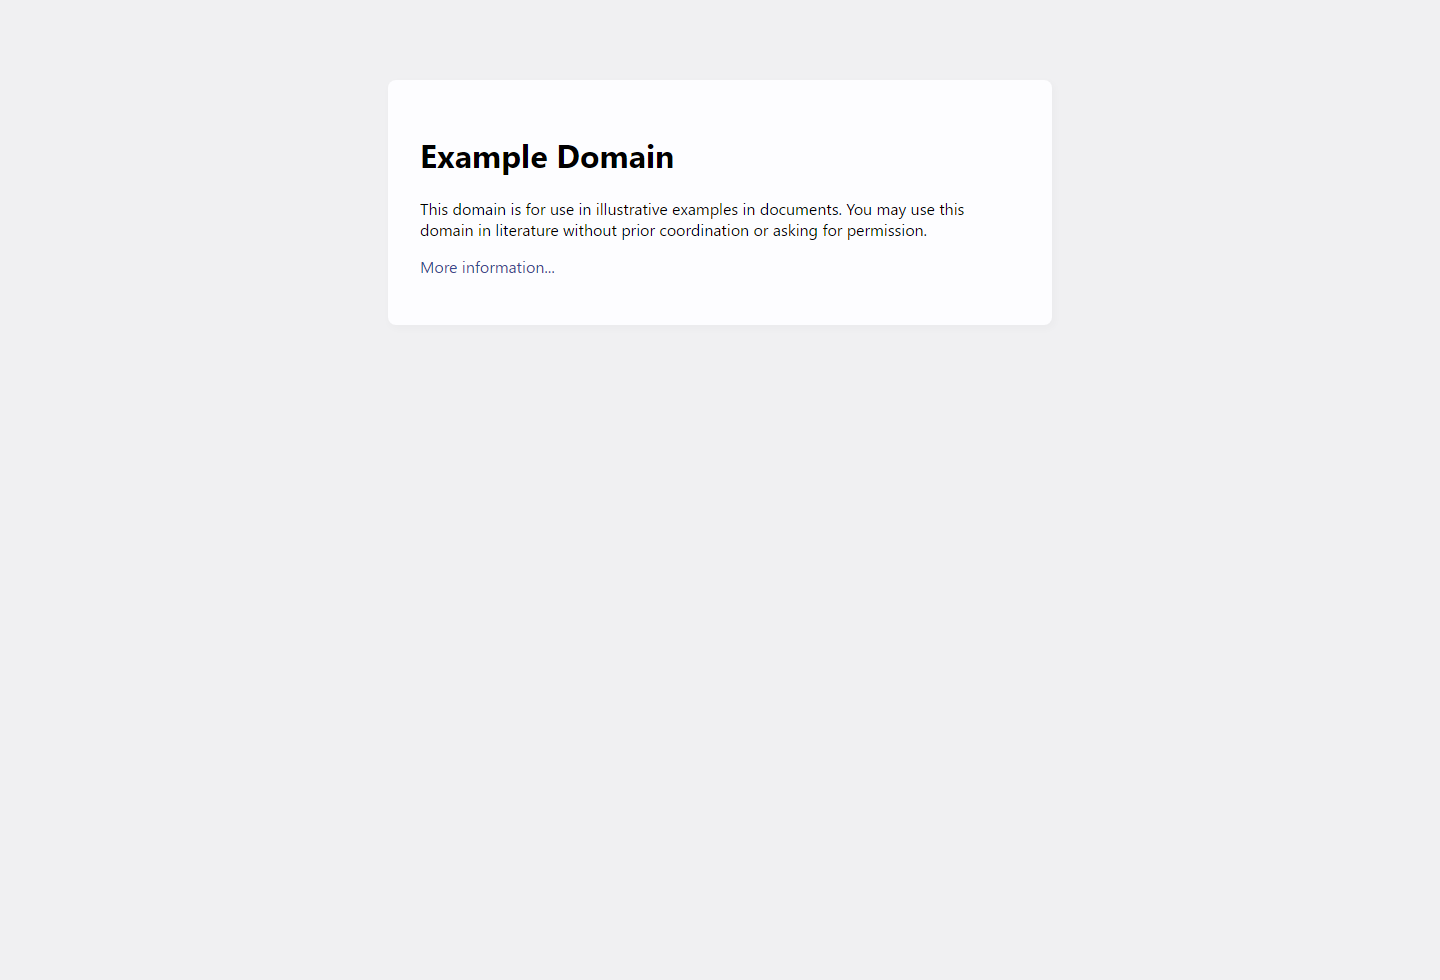 Example Domain
This domain is for use in illustrative examples in documents. You may use this
domain in literature without prior coordination or asking for permission.
More information...